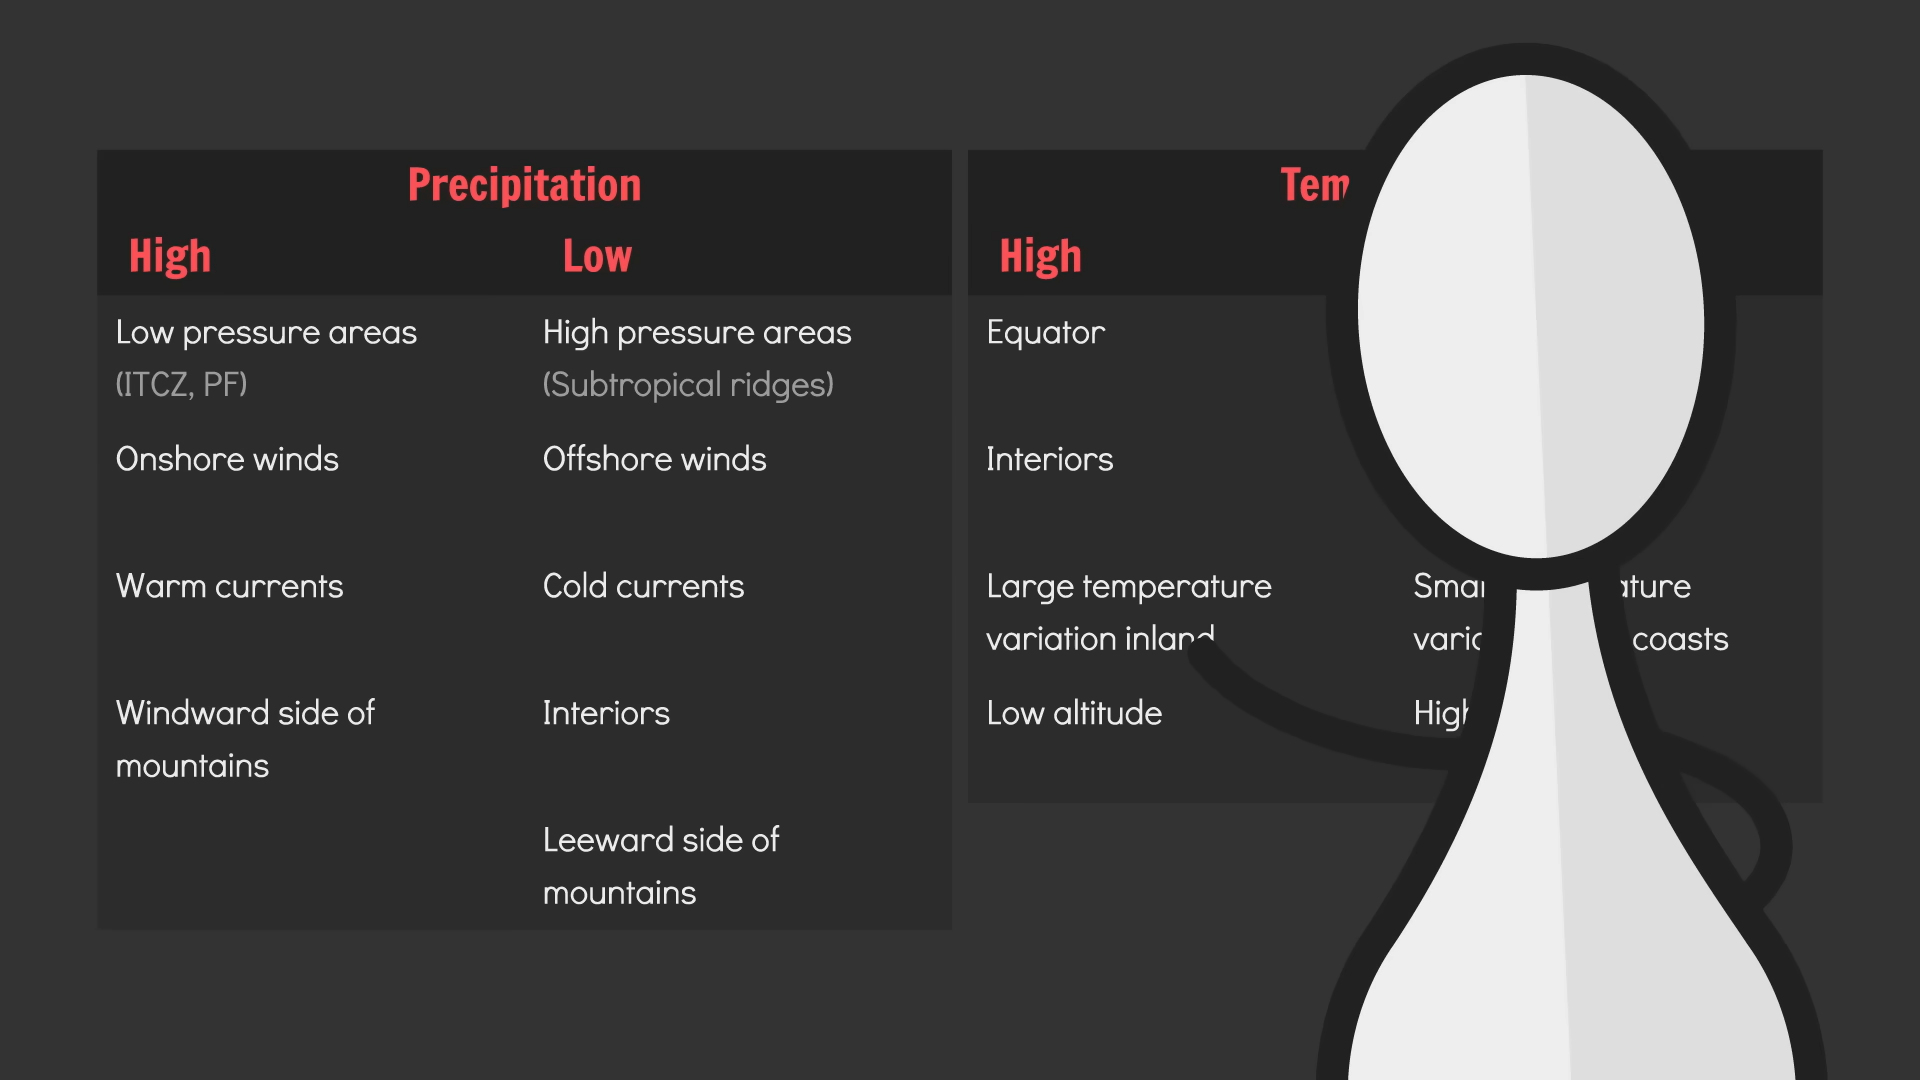 Precipitation
High Low
Low pressure areas
(ITCZ, PF)
High pressure areas
(Subtropical ridges)
Onshore winds
Offshore winds
Warm currents
Cold currents
Windward side of
mountains
Interiors
Leeward side of
mountains
High
Equator
Interiors
Large temperature
variation inland
coasts
Low altitude